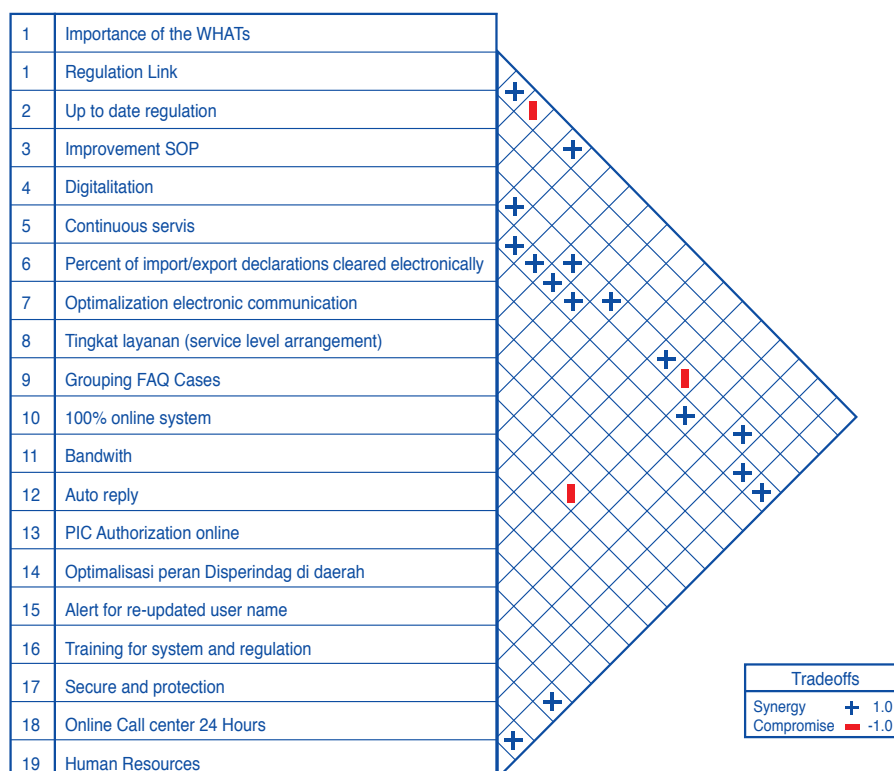 1 Importance of the WHATs
1 Regulation Link
2 Up to date regulation
3 Improvement SOP
4 Digitalitation
5 Continuous servis
6 Percent of import/export declarations cleared electronically
7 Optimalization electronic communication
8 Tingkat layanan (service level arrangement)
9 Grouping FAQ Cases
10 100% online system
11 Bandwith
12 Auto reply
13 PIC Authorization online
14 Optimalisasi peran Disperindag di daerah
15 Alert for re-updated user name
16 Training for system and regulation
17 Secure and protection
18 Online Call center 24 Hours
19 Human Resources
Tradeoffs
Synergy + 1.0
Compromise -1.0